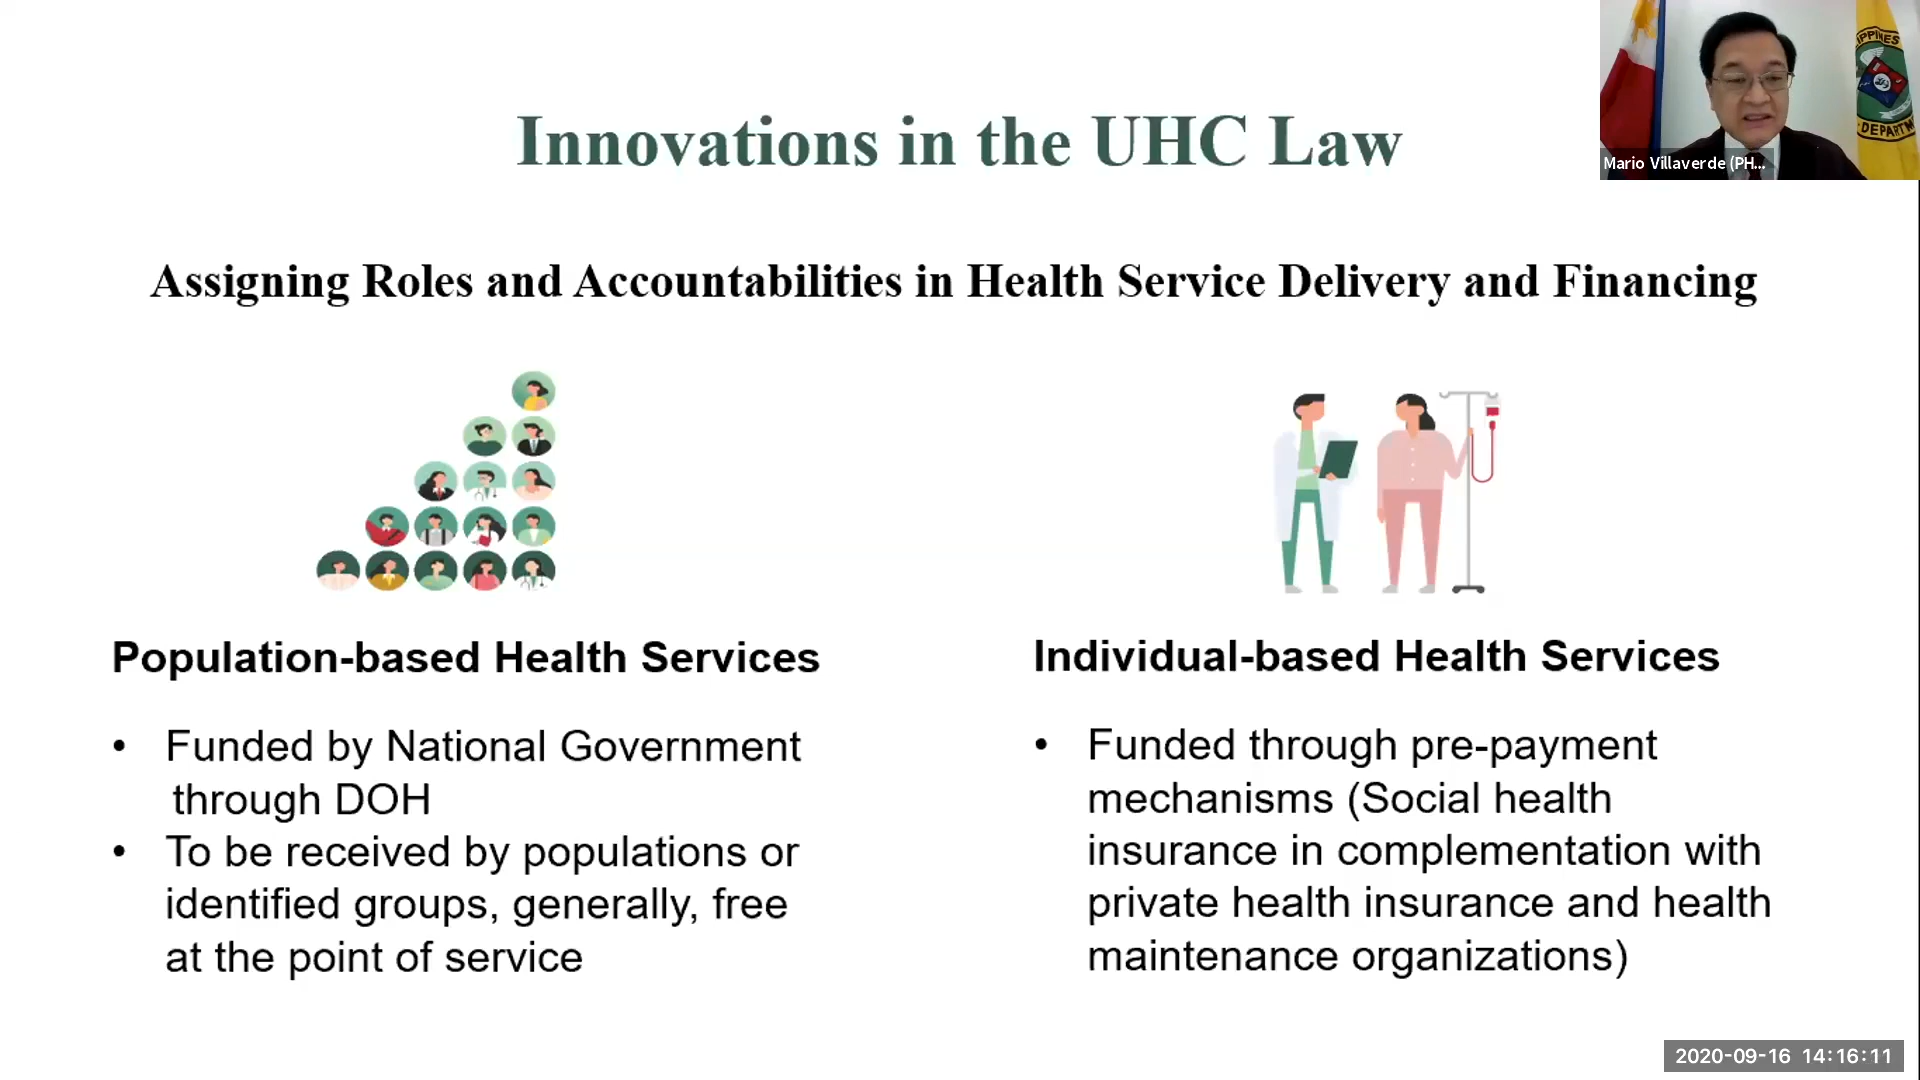 Innovations in the UHC Law
Mario Villaverde (PH...
Assigning Roles and Accountabilities in Health Service Delivery and Financing
Population-based Health Services
• Funded by National Government
through DOH
• To be received by populations or
identified groups, generally, free
at the point of service
Individual-based Health Services
• Funded through pre-payment
mechanisms (Social health
insurance in complementation with
private health insurance and health
maintenance organizations)
2020-09-16 14:16:11